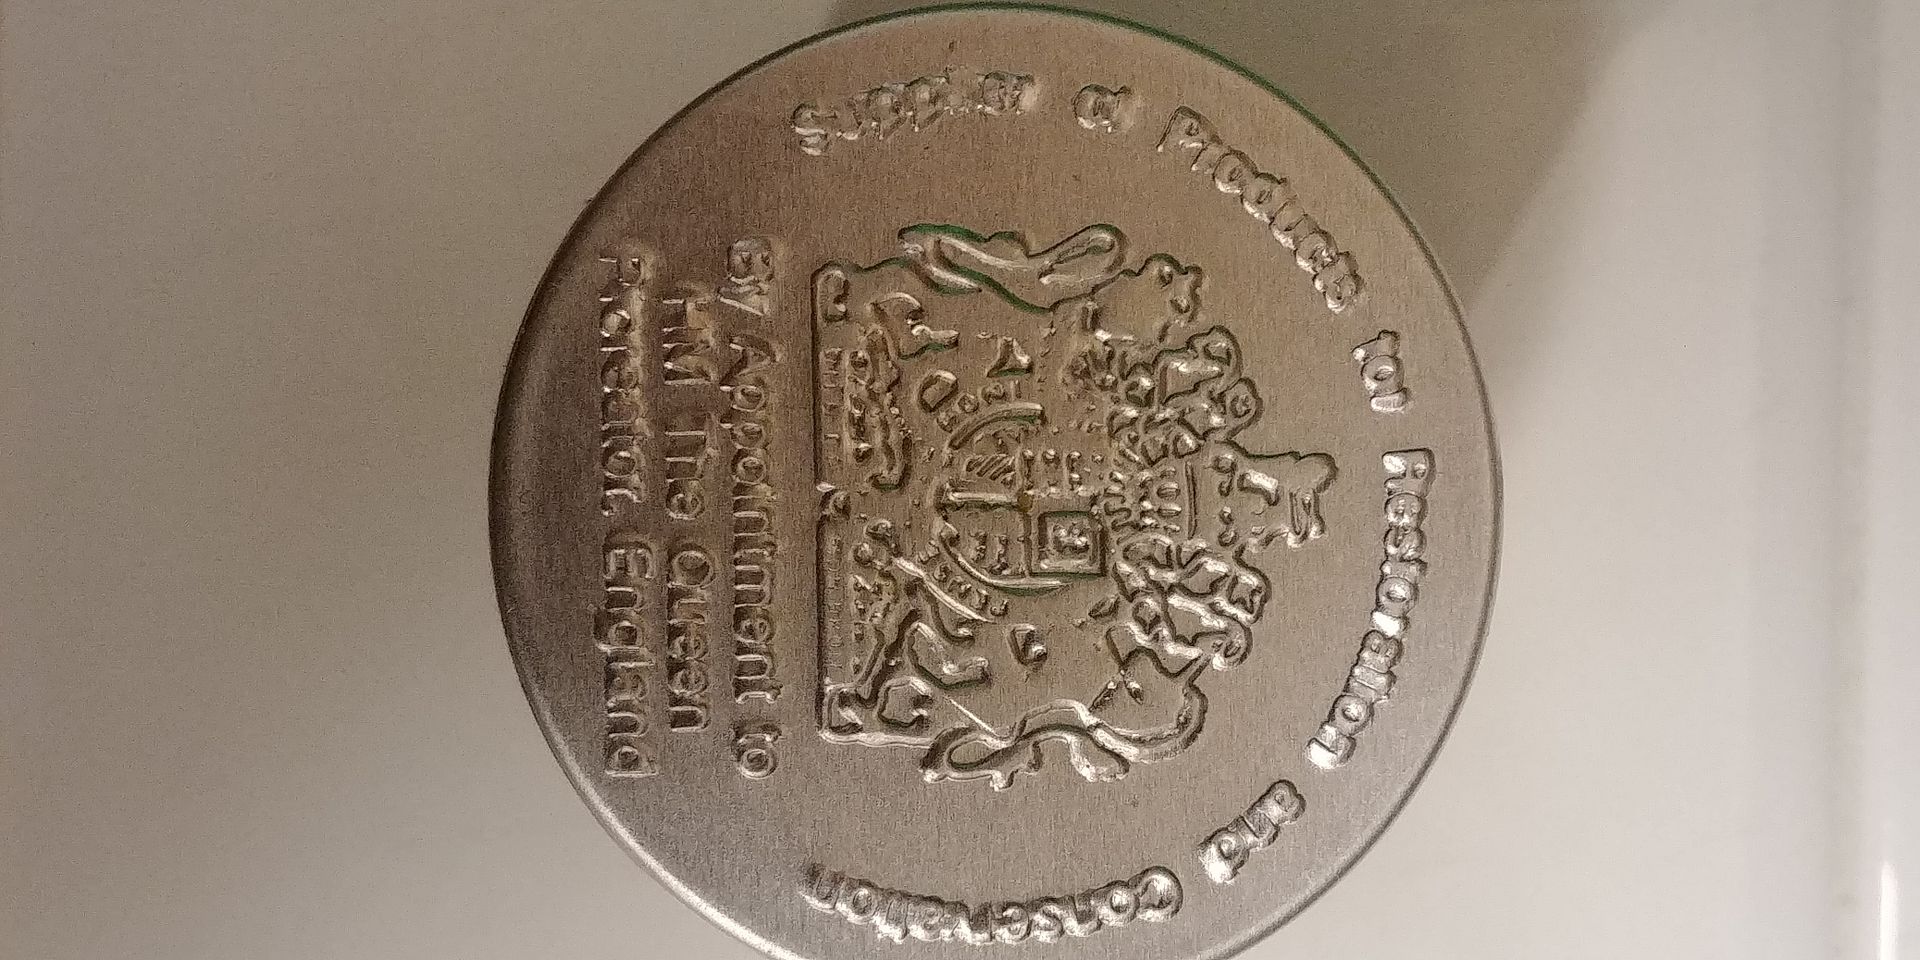 Suppliers of Products for Restoration and Conservation
By Appointment to
HM The Queen
Picreator England